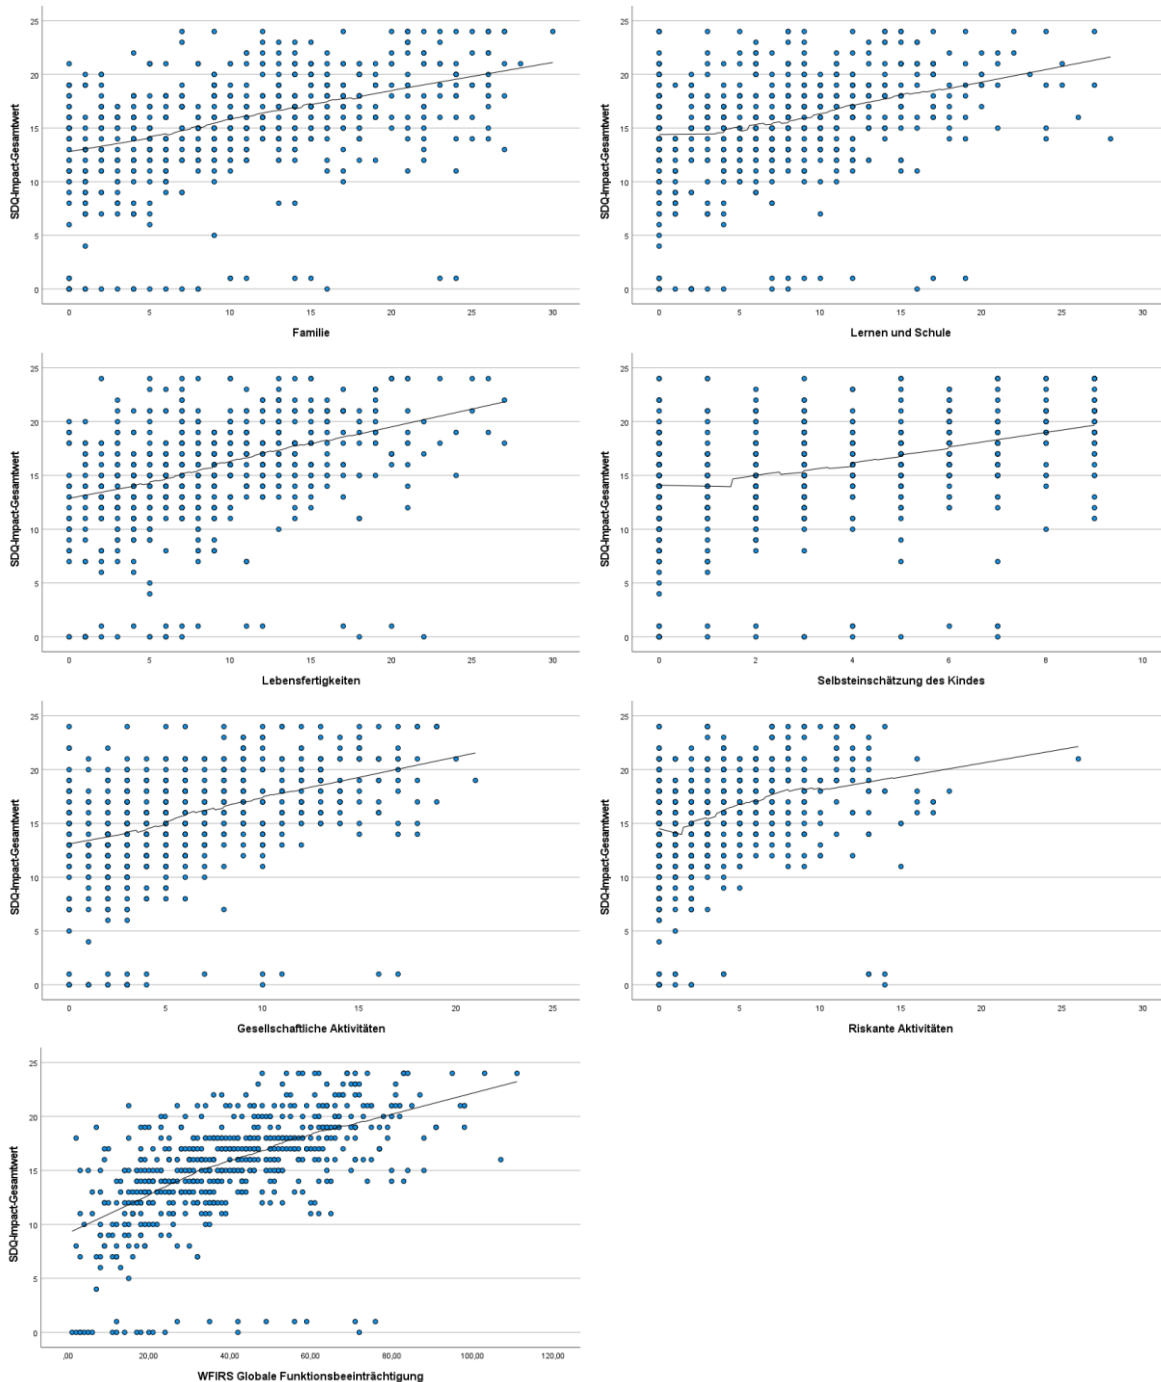 25
20
15
10
5
0
SDQ-Impact-Gesamtwert
0 5 10 15 20 25 30
Familie
25
20
15
10
5
0
SDQ-Impact-Gesamtwert
0 5 10 15 20 25 30
Lernen und Schule
25
20
15
10
5
0
SDQ-Impact-Gesamtwert
0 5 10 15 20 25 30
Lebensfertigkeiten
25
20
15
10
5
0
SDQ-Impact-Gesamtwert
0 2 4 6 8 10
Selbsteinschätzung des Kindes
25
20
15
10
5
0
SDQ-Impact-Gesamtwert
0 5 10 15 20 25
Gesellschaftliche Aktivitäten
25
20
15
10
5
0
SDQ-Impact-Gesamtwert
0 5 10 15 20 25 30
Riskante Aktivitäten
25
20
15
10
5
0
SDQ-Impact-Gesamtwert
,00 20,00 40,00 60,00 80,00 100,00 120,00
WFIRS Globale Funktionsbeeinträchtigung